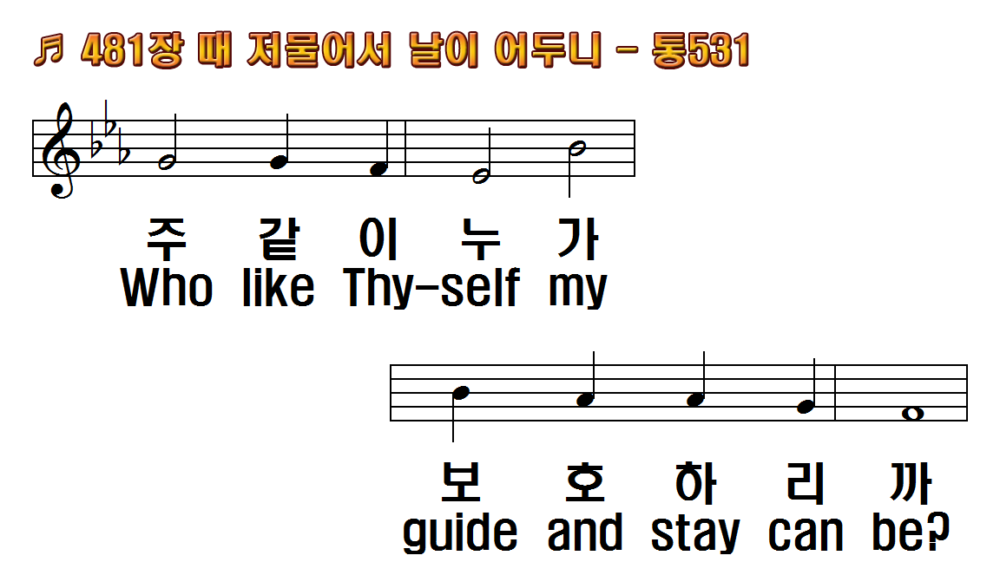 ♬ 481장 때 저물어서 날이 어두니 - 통531
주 같 이 누 가
Who like Thy-self my
보 호 하 리 까
guide and stay can be?